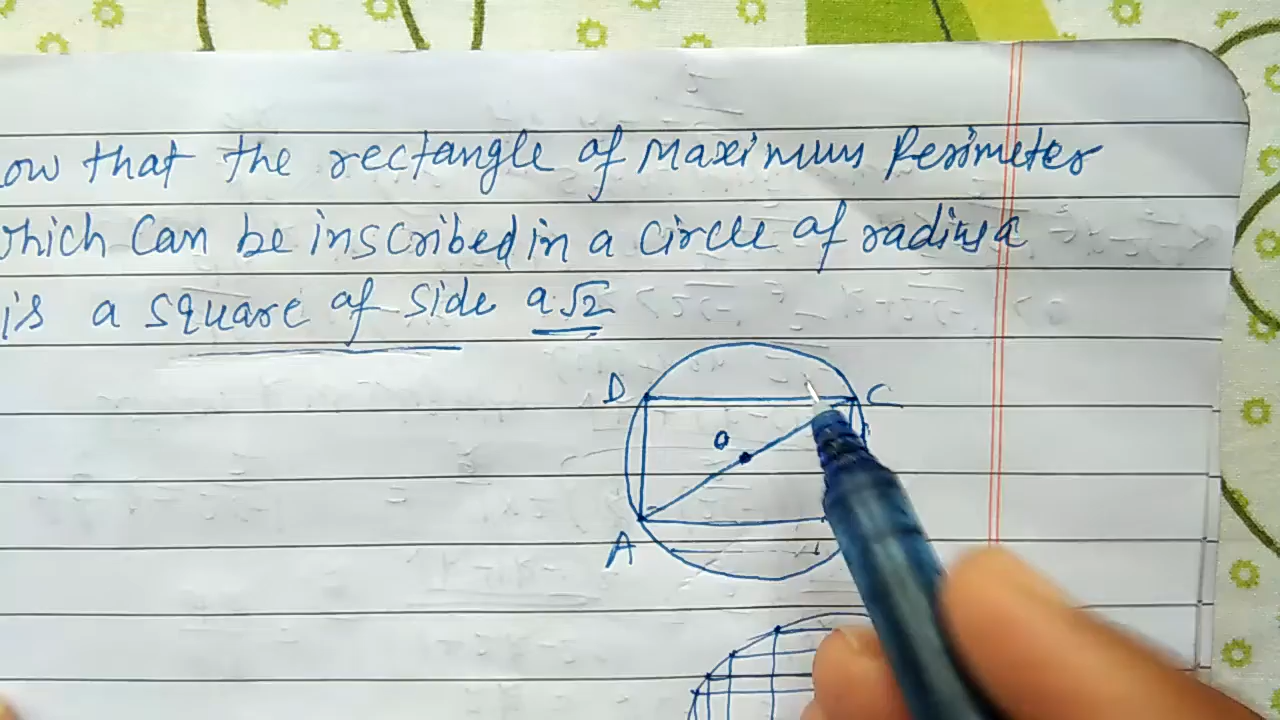 ow that the rectangle of Maximum Perimeter
which Can be inscribed in a circle of radius a
is a square of side a√2
D C
O
A